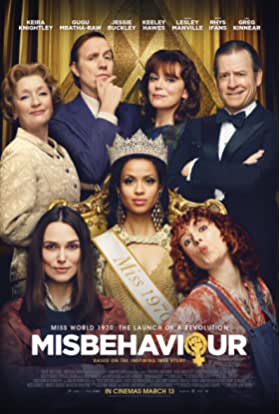 KEIRA KNIGHTLEY GUGU MBATHA-RAW JESSIE BUCKLEY KEELEY HAWES LESLEY MANVILLE RHYS IFANS AND GREG KINNEAR
Miss 1970
MISS WORLD 1970: THE LAUNCH OF A REVOLUTION
MISBEHAVIOUR
BASED ON THE INSPIRING TRUE STORY
IN CINEMAS MARCH 13